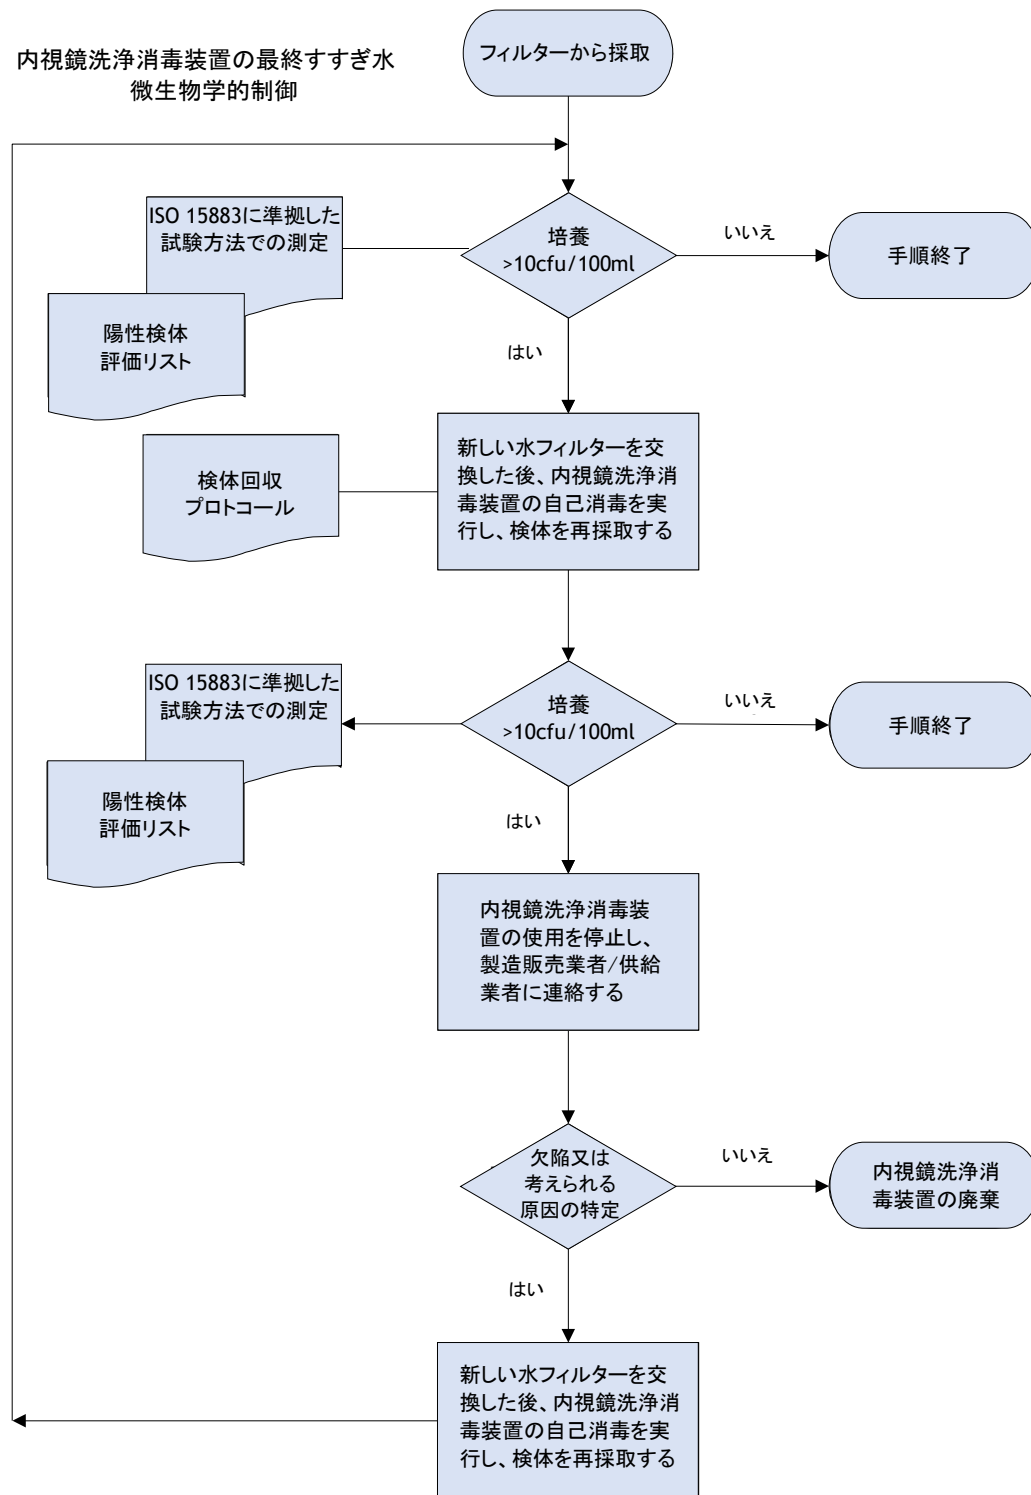 フィルターから採取
内視鏡洗浄消毒装置の最終すすぎ水
微生物学的制御
ISO 15883に準拠した
試験方法での測定
陽性検体
評価リスト
培養
>10cfu/100ml
いいえ
手順終了
はい
検体回収
プロトコール
新しい水フィルターを交
換した後、内視鏡洗浄消
毒装置の自己消毒を実
行し、検体を再採取する
ISO 15883に準拠した
試験方法での測定
陽性検体
評価リスト
培養
>10cfu/100ml
いいえ
手順終了
はい
内視鏡洗浄消毒装
置の使用を停止し、
製造販売業者/供給
業者に連絡する
欠陥又は
考えられる
原因の特定
いいえ
内視鏡洗浄消
毒装置の廃棄
はい
新しい水フィルターを交
換した後、内視鏡洗浄消
毒装置の自己消毒を実
行し、検体を再採取する